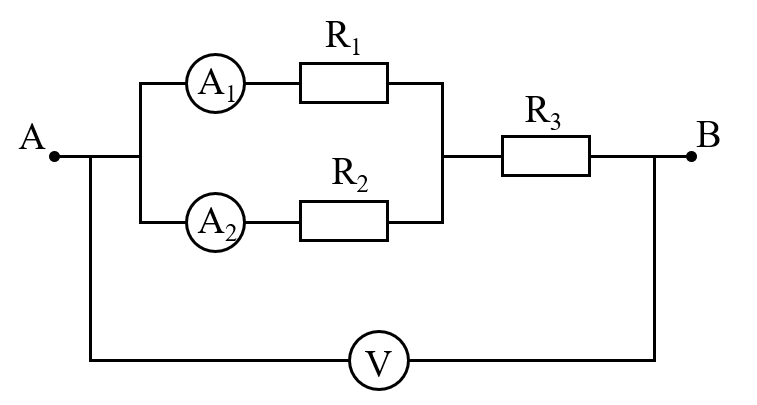 R₁
A₁
R₃
A
B
R₂
A₂
V